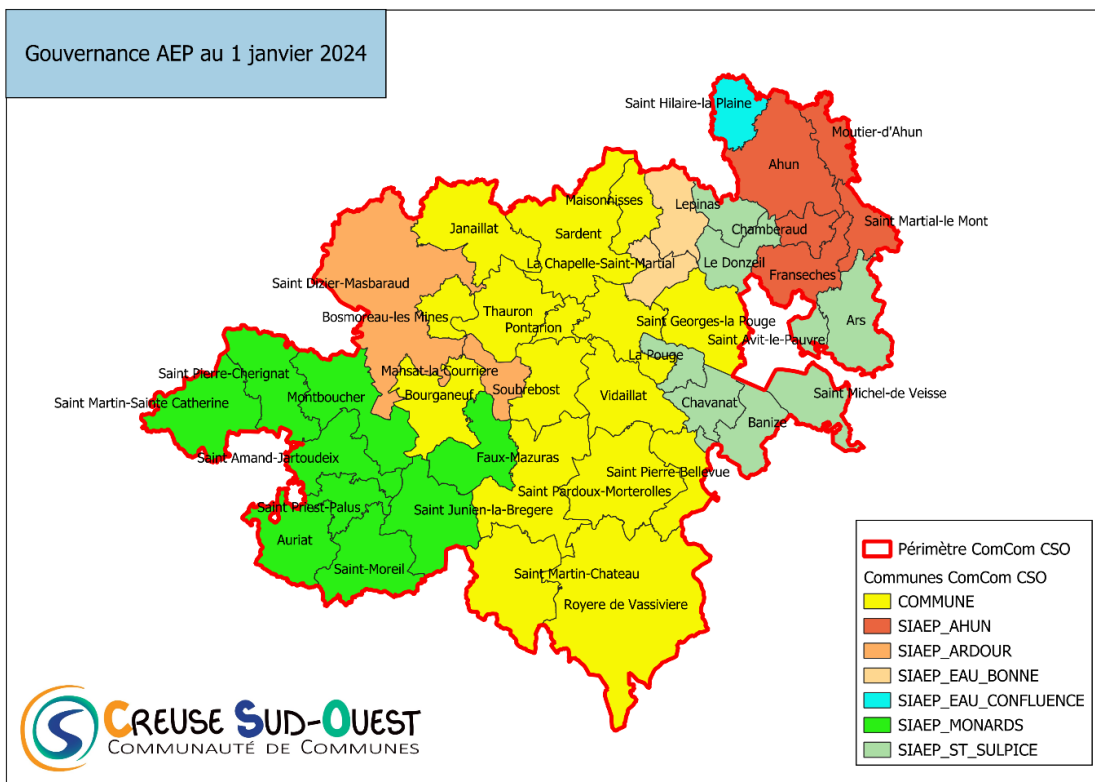 Gouvernance AEP au 1 janvier 2024
Saint Hilaire-la Plaine
Moutier-d'Ahun
Ahun
Maisonnisses
Lepinas
Saint Martial-le Mont
Janaillat
Sardent
Chamberaud
La Chapelle-Saint-Martial
Le Donzeil
Franseches
Saint Dizier-Masbaraud
Bosmoreau-les Mines
Thauron
Pontarion
Saint Georges-la Pouge
Ars
Saint Avit-le-Pauvre
La Pouge
Saint Pierre-Cherignat
Mansat-la Courriere
Soubrebost
Saint Martin-Sainte Catherine
Montboucher
Bourganeuf
Vidaillat
Chavanat
Saint Michel-de Veisse
Banize
Saint Amand-Jartoudeix
Faux-Mazuras
Saint Pierre-Bellevue
Saint Pardoux-Morterolles
Saint Priest-Palus
Saint Junien-la-Bregere
Auriat
Saint-Moreil
Saint Martin-Chateau
Royere de Vassiviere
Périmètre ComCom CSO
Communes ComCom CSO
COMMUNE
SIAEP_AHUN
SIAEP_ARDOUR
SIAEP_EAU_BONNE
SIAEP_EAU_CONFLUENCE
SIAEP_MONARDS
SIAEP_ST_SULPICE
CREUSE SUD-OUEST
COMMUNAUTÉ DE COMMUNES